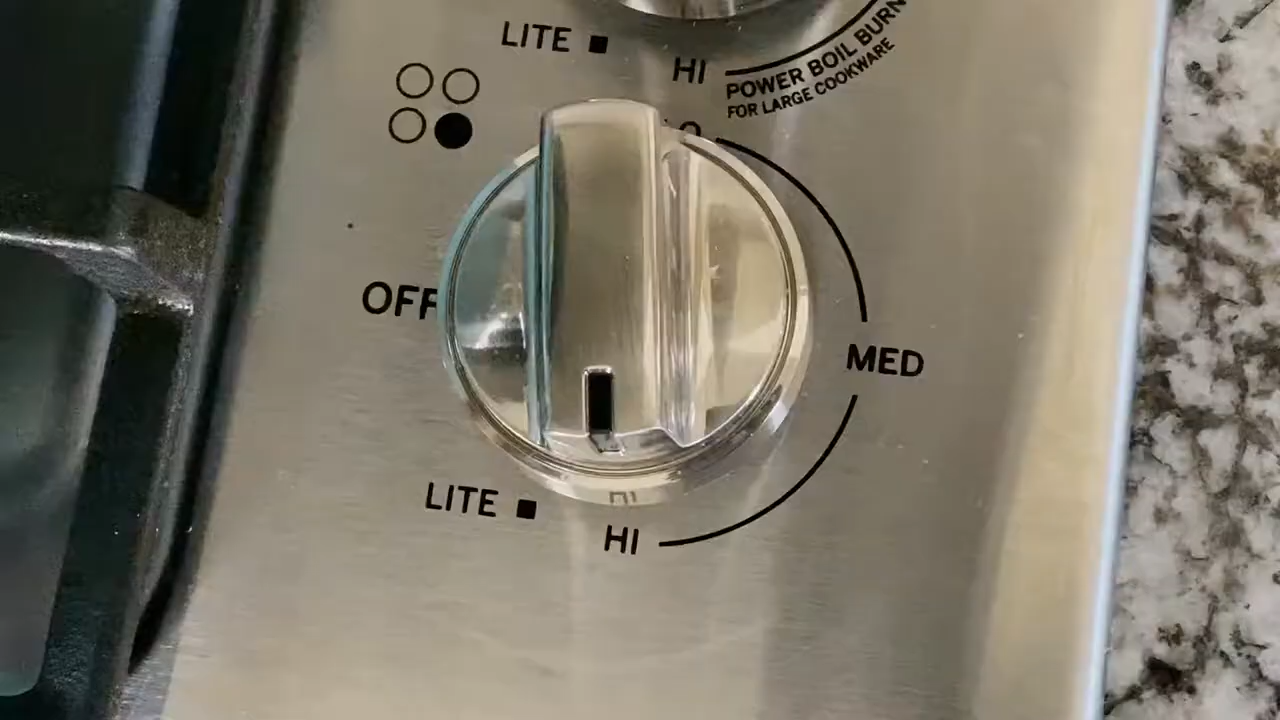 LITE
HI
POWER BOIL BURN
FOR LARGE COOKWARE
OFF
MED
LITE
HI